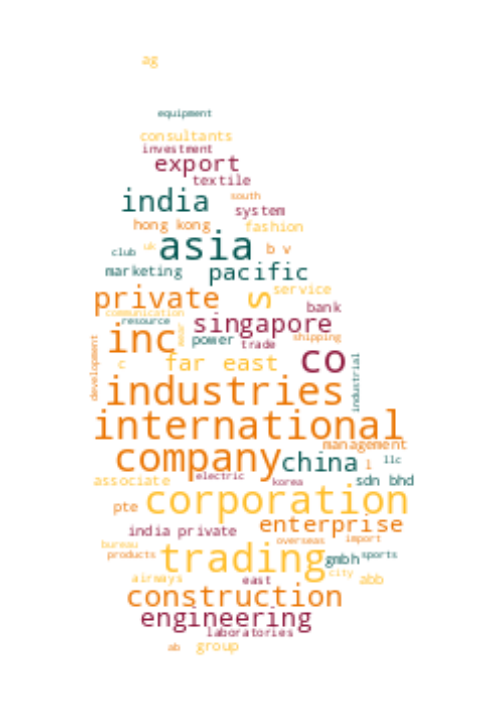 ag
equipment
consultants
investment
export
textile
india south
system
hong kong fashion
club uk asia b v
marketing pacific
private s service
communication bank
resource singapore
inc power trade shipping
development c far east co industrial
industries
international
management
company china l llc
associate electric korea sdn bhd
corporation
pte enterprise
india private
bureau overseas import
products trading gmbh sports
airways east city abb
construction
engineering
laboratories
ab group